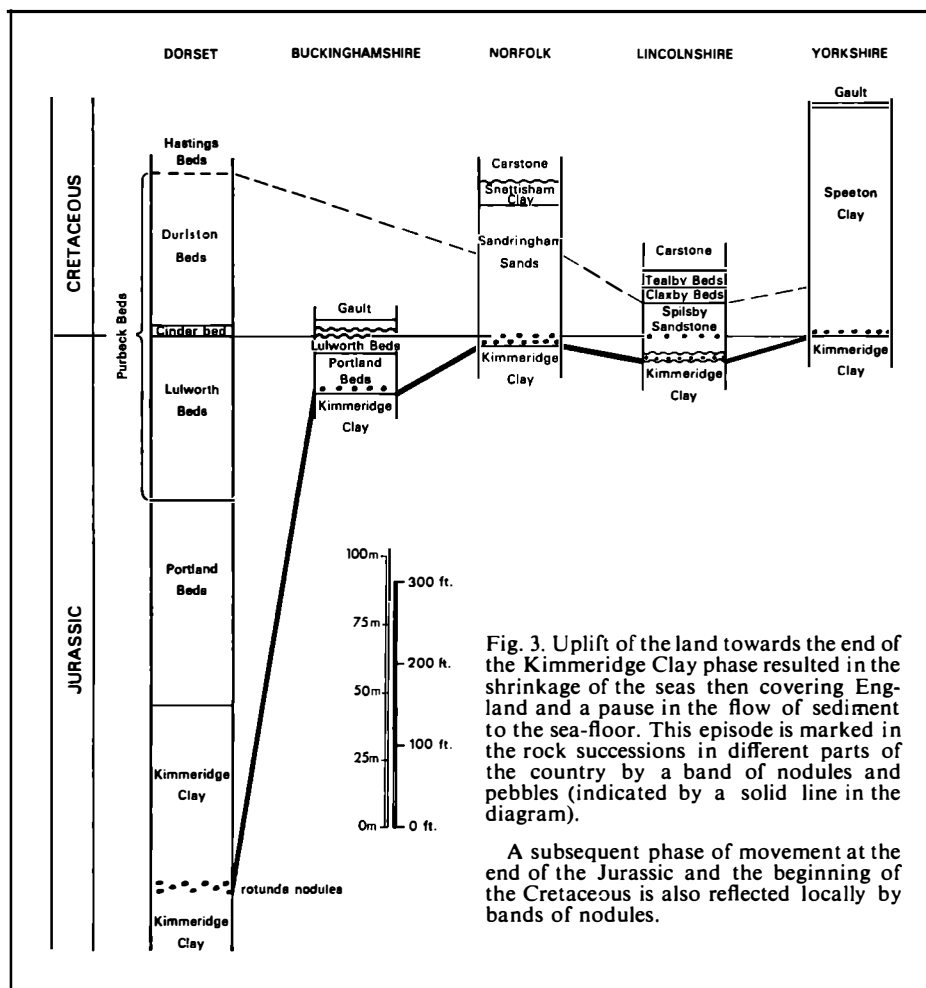 DORSET
BUCKINGHAMSHIRE
NORFOLK
LINCOLNSHIRE
YORKSHIRE
CRETACEOUS
JURASSIC
Purbeck Beds
Hastings
Beds
Durlston
Beds
Cinder bed
Lulworth
Beds
Portland
Beds
Kimmeridge
Clay
rotunda nodules
Kimmeridge
Clay
Gault
Lulworth Beds
Portland
Beds
Kimmeridge
Clay
Carstone
Snettisham
Clay
Sandringham
Sands
Kimmeridge
Clay
Carstone
Tealby Beds
Claxby Beds
Spilsby
Sandstone
Kimmeridge
Clay
Gault
Speeton
Clay
Kimmeridge
Clay
100m
75m
50m
25m
0m
300 ft.
200 ft.
100 ft.
0 ft.
Fig. 3. Uplift of the land towards the end of
the Kimmeridge Clay phase resulted in the
shrinkage of the seas then covering Eng-
land and a pause in the flow of sediment
to the sea-floor. This episode is marked in
the rock successions in different parts of
the country by a band of nodules and
pebbles (indicated by a solid line in the
diagram).
A subsequent phase of movement at the
end of the Jurassic and the beginning of
the Cretaceous is also reflected locally by
bands of nodules.